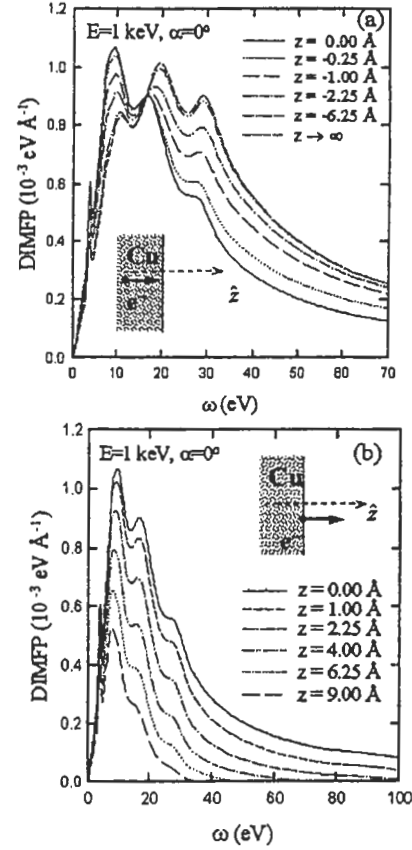 (a)
E=1 keV, α=0°
z = 0.00 Å
z = -0.25 Å
z = -1.00 Å
z = -2.25 Å
z = -6.25 Å
z → ∞
DIMFP (10⁻³ eV Å⁻¹)
1.2
1.0
0.8
0.6
0.4
0.2
0.0
Cu
e⁻
ẑ
0 10 20 30 40 50 60 70
ω (eV)
(b)
E=1 keV, α=0°
Cu
e⁻
ẑ
z = 0.00 Å
z = 1.00 Å
z = 2.25 Å
z = 4.00 Å
z = 6.25 Å
z = 9.00 Å
DIMFP (10⁻³ eV Å⁻¹)
1.2
1.0
0.8
0.6
0.4
0.2
0.0
0 20 40 60 80 100
ω (eV)